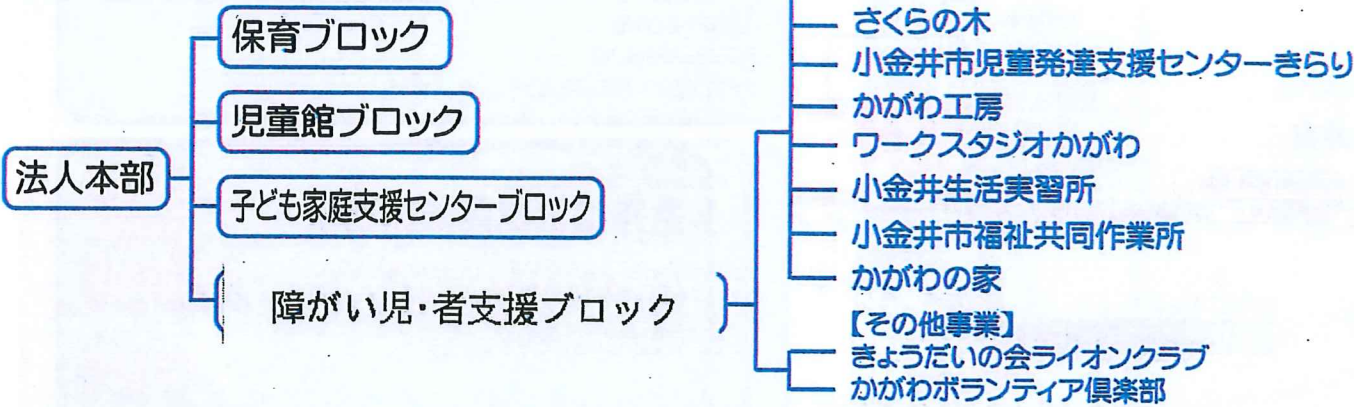 法人本部
保育ブロック
児童館ブロック
子ども家庭支援センターブロック
障がい児・者支援ブロック
さくらの木
小金井市児童発達支援センターきらり
かがわ工房
ワークスタジオかがわ
小金井生活実習所
小金井市福祉共同作業所
かがわの家
【その他事業】
きょうだいの会ライオンクラブ
かがわボランティア倶楽部